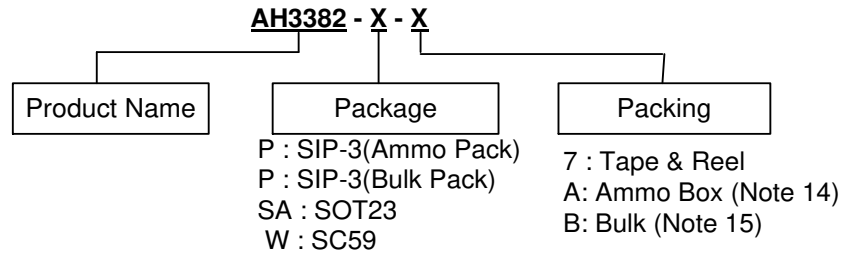 AH3382 - X - X
Product Name
Package
Packing
P : SIP-3(Ammo Pack)
P : SIP-3(Bulk Pack)
SA : SOT23
W : SC59
7 : Tape & Reel
A: Ammo Box (Note 14)
B: Bulk (Note 15)